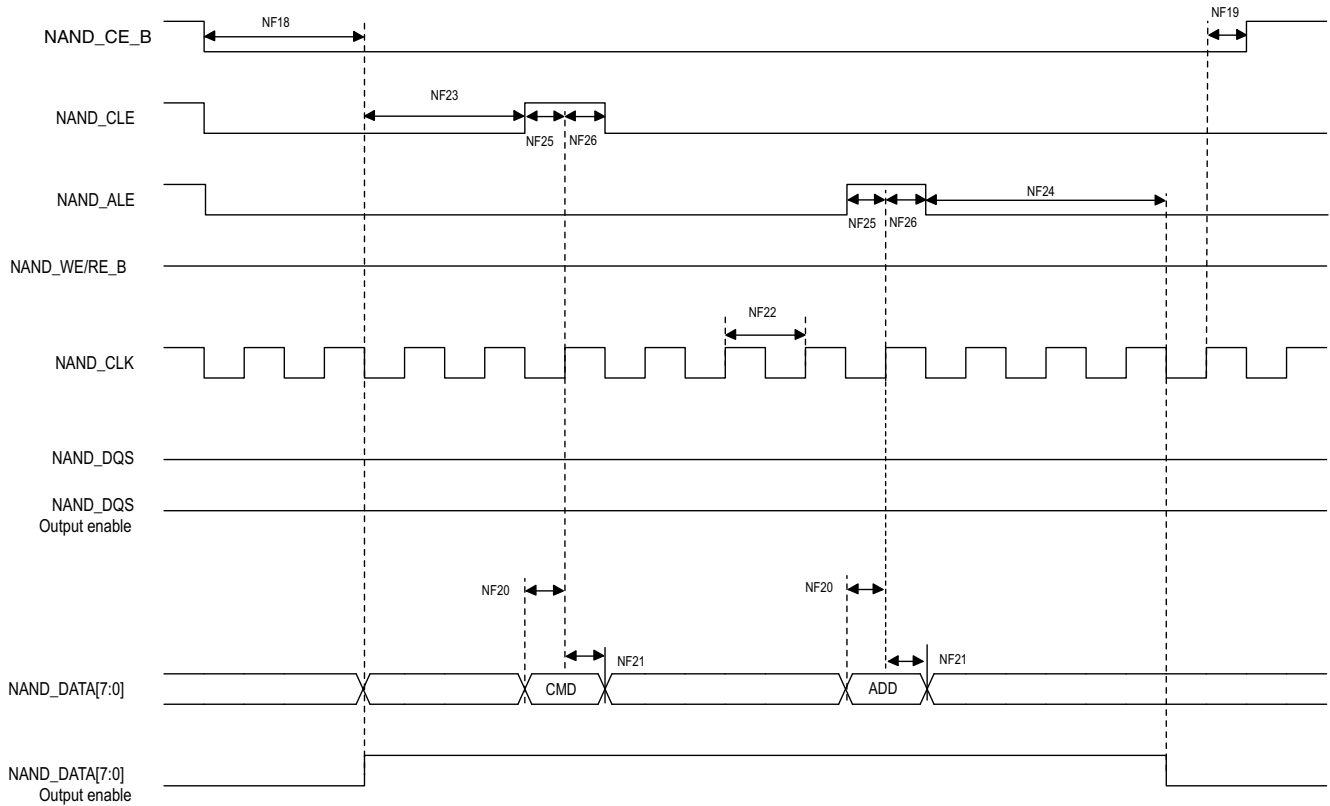 NF18
NF19
NAND_CE_B
NF23
NAND_CLE
NF25 NF26
NAND_ALE
NF24
NF25 NF26
NAND_WE/RE_B
NF22
NAND_CLK
NAND_DQS
NAND_DQS
Output enable
NF20
NF20
NF21
NF21
NAND_DATA[7:0]
CMD
ADD
NAND_DATA[7:0]
Output enable